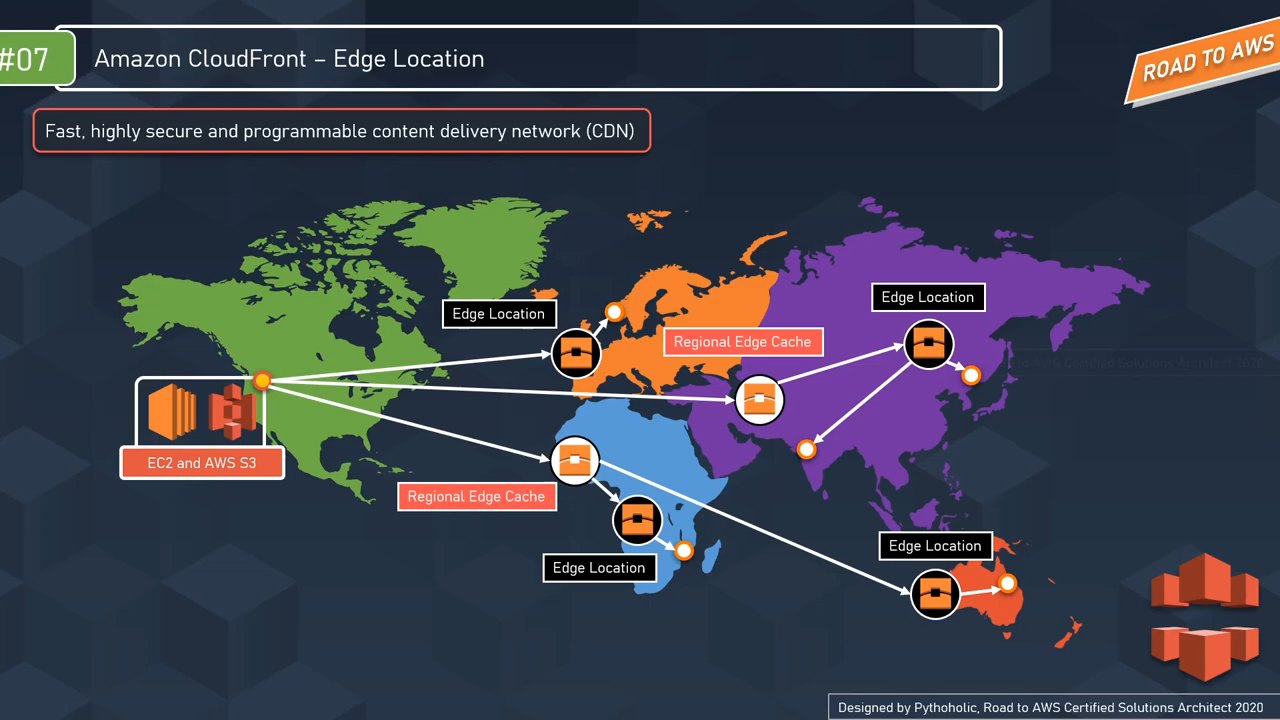 #07
Amazon CloudFront – Edge Location
ROAD TO AWS
Fast, highly secure and programmable content delivery network (CDN)
Edge Location
Edge Location
Regional Edge Cache
EC2 and AWS S3
Regional Edge Cache
Edge Location
Edge Location
Designed by Pythoholic, Road to AWS Certified Solutions Architect 2020